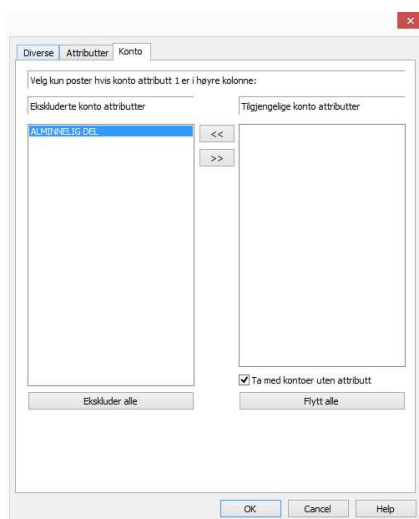 Diverse Attributter Konto
Velg kun poster hvis konto attributt 1 er i høyre kolonne:
Ekskluderte konto attributter
Tilgjengelige konto attributter
ALMINNELIG DEL
<<
>>
Ta med kontoer uten attributt
Ekskluder alle
Flytt alle
OK Cancel Help